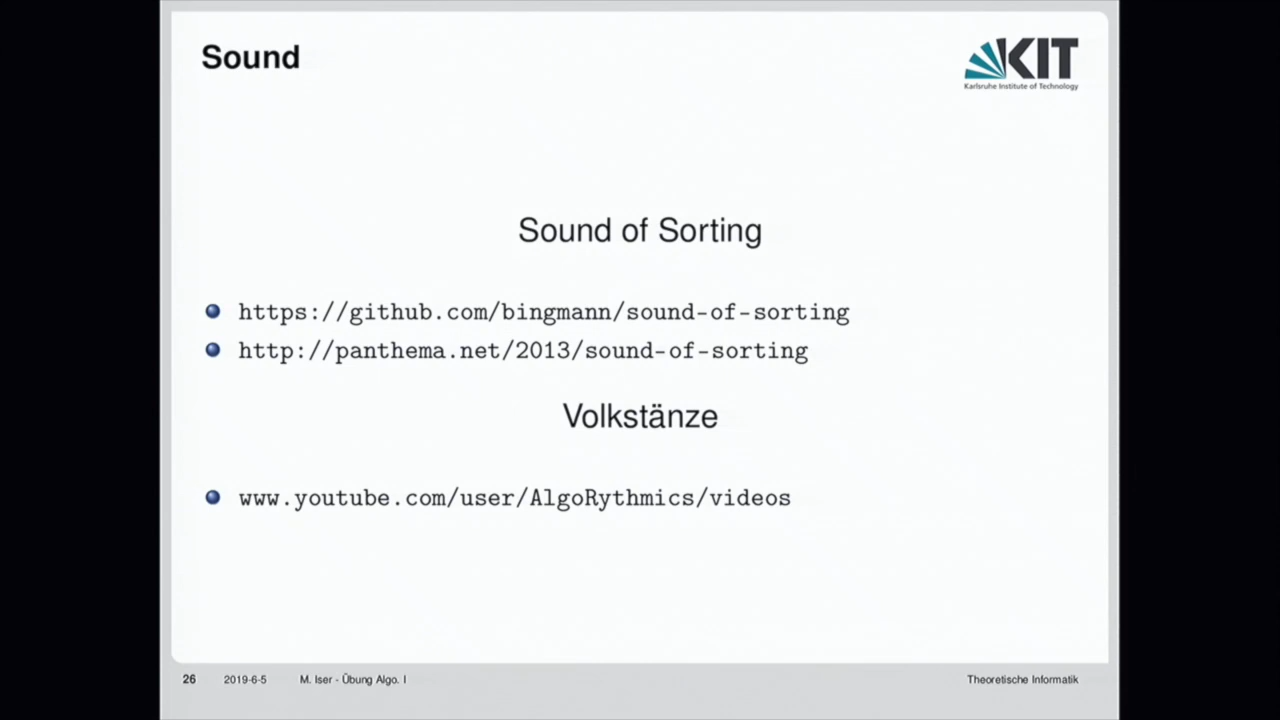 Sound
KIT
Karlsruhe Institute of Technology
Sound of Sorting
https://github.com/bingmann/sound-of-sorting
http://panthema.net/2013/sound-of-sorting
Volkstänze
www.youtube.com/user/AlgoRythmics/videos
26 2019-6-5 M. Iser - Übung Algo. I Theoretische Informatik